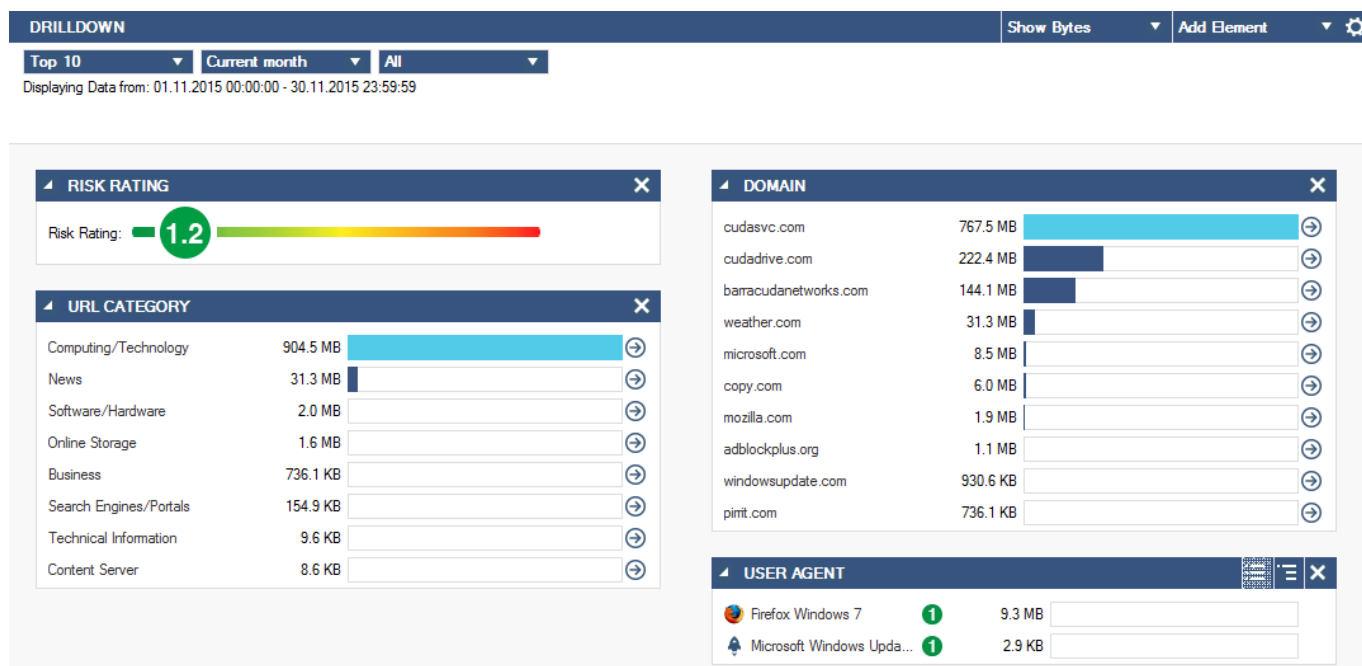 DRILLDOWN
Show Bytes
Add Element
Top 10
Current month
All
Displaying Data from: 01.11.2015 00:00:00 - 30.11.2015 23:59:59
RISK RATING
Risk Rating: 1.2
URL CATEGORY
Computing/Technology 904.5 MB
News 31.3 MB
Software/Hardware 2.0 MB
Online Storage 1.6 MB
Business 736.1 KB
Search Engines/Portals 154.9 KB
Technical Information 9.6 KB
Content Server 8.6 KB
DOMAIN
cudasvc.com 767.5 MB
cudadrive.com 222.4 MB
barracudanetworks.com 144.1 MB
weather.com 31.3 MB
microsoft.com 8.5 MB
copy.com 6.0 MB
mozilla.com 1.9 MB
adblockplus.org 1.1 MB
windowsupdate.com 930.6 KB
pirrit.com 736.1 KB
USER AGENT
Firefox Windows 7 1 9.3 MB
Microsoft Windows Upda... 1 2.9 KB